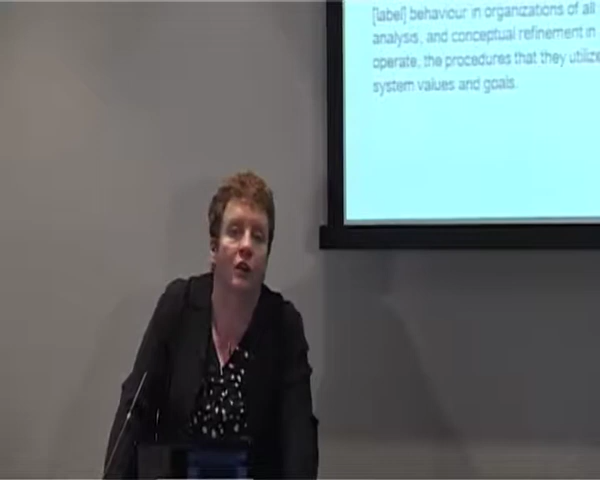 [label] behaviour in organizations of all
analysis, and conceptual refinement in
operate, the procedures that they utilize
system values and goals.